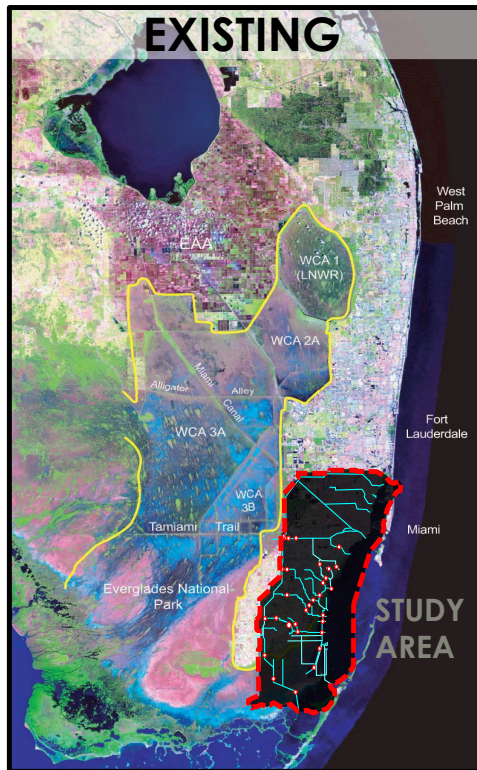 EXISTING
West
Palm
Beach
EAA
WCA 1
(LNWR)
WCA 2A
Miami
Canal
Alligator
Alley
Fort
Lauderdale
WCA 3A
WCA
3B
Miami
Tamiami
Trail
Everglades National
Park
STUDY
AREA